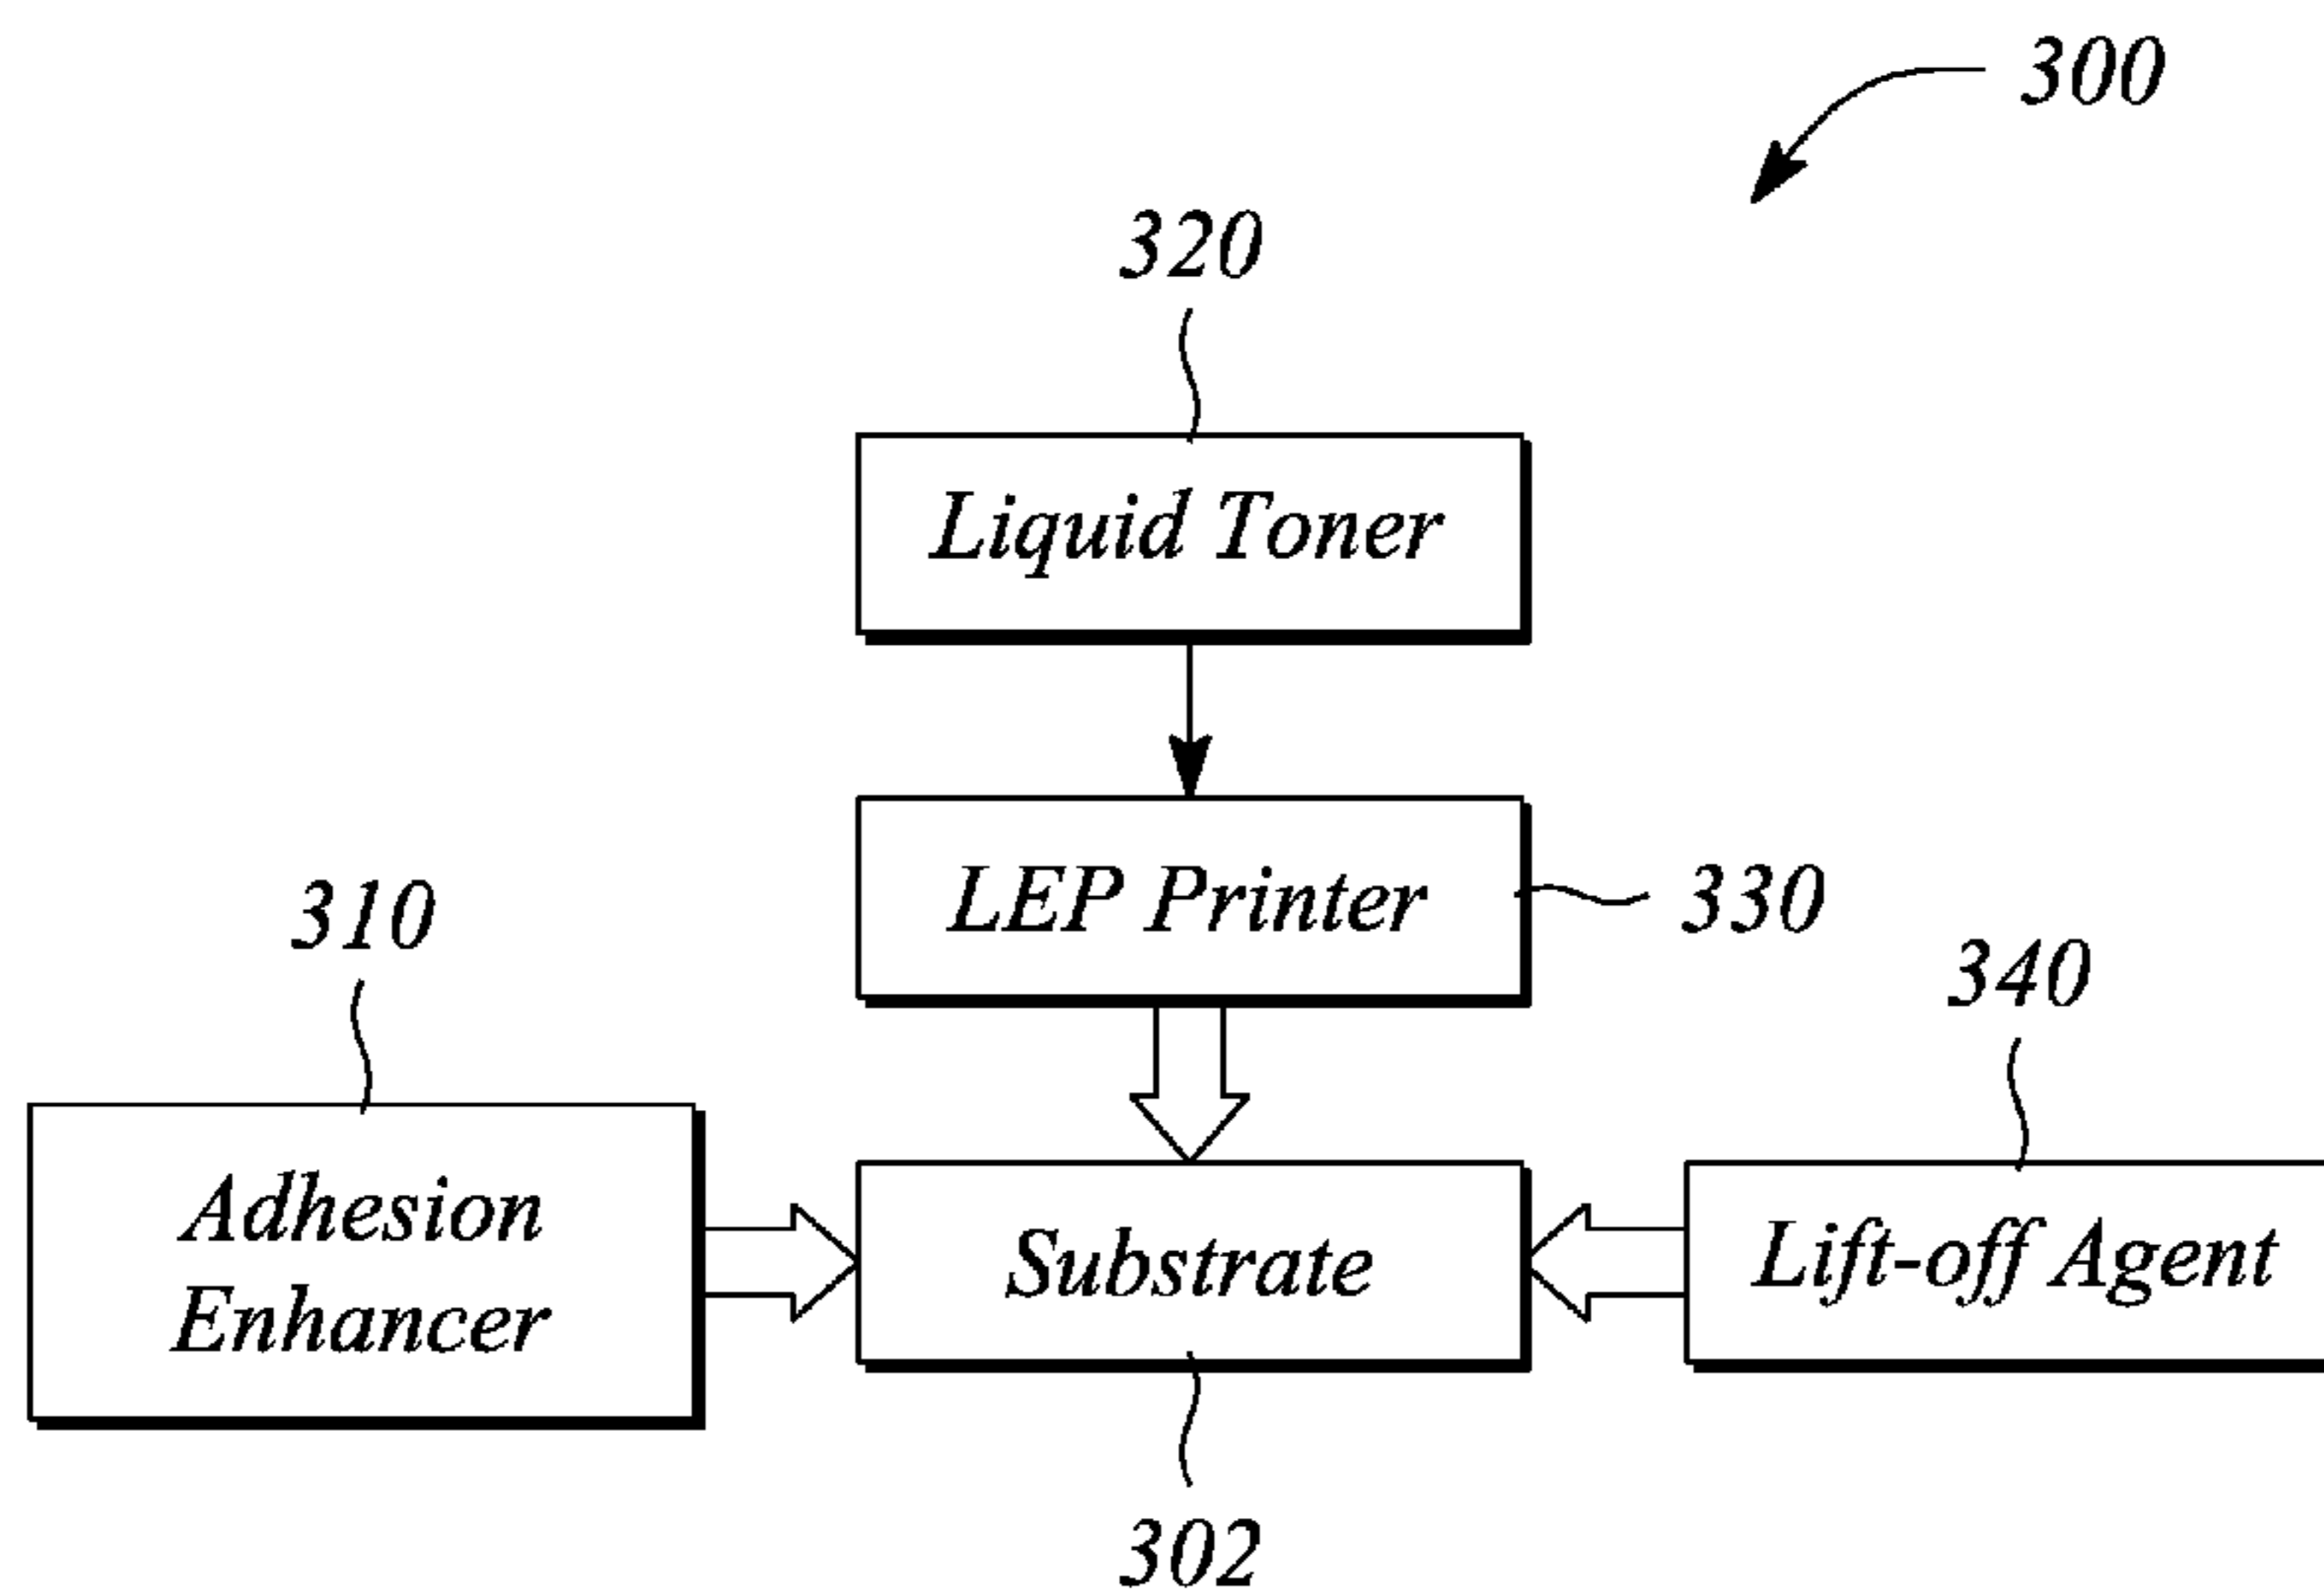 300
320
Liquid Toner
LEP Printer
330
310
340
Adhesion
Enhancer
Substrate
Lift-off Agent
302